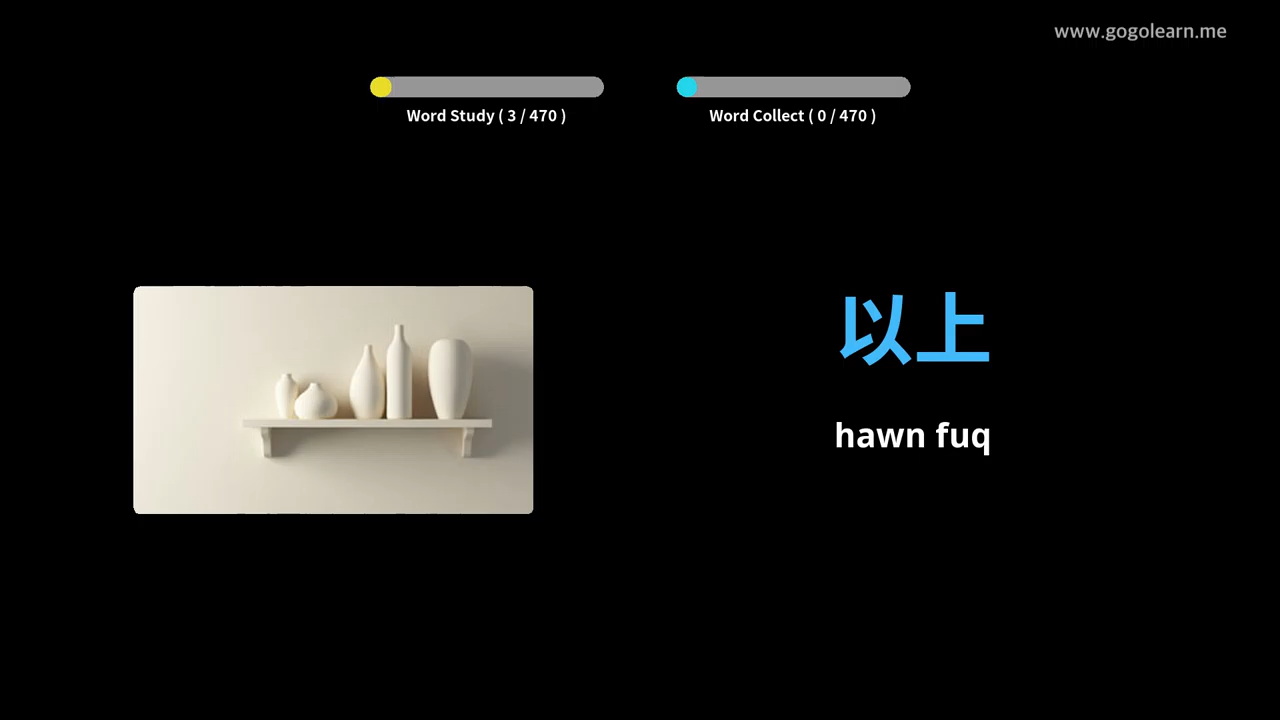 www.gogolearn.me
Word Study ( 3 / 470 )
Word Collect ( 0 / 470 )
以上
hawn fuq